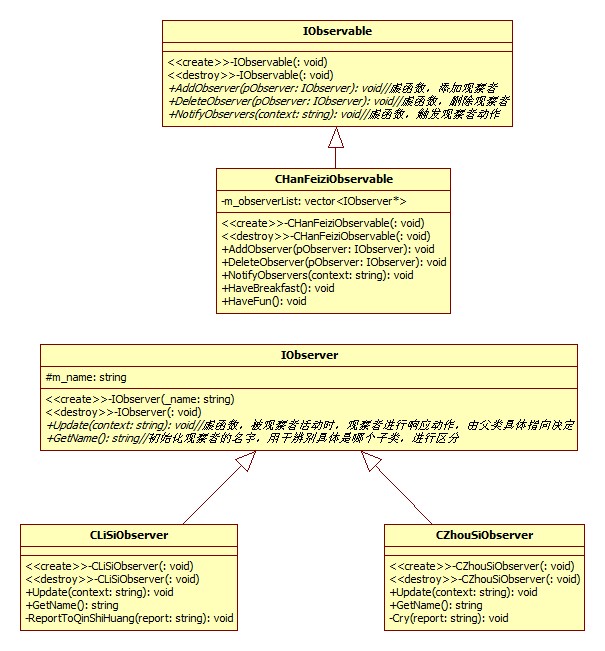 IObservable
<<create>>-IObservable(: void)
<<destroy>>-IObservable(: void)
+AddObserver(pObserver: IObserver): void//虚函数，添加观察者
+DeleteObserver(pObserver: IObserver): void//虚函数，删除观察者
+NotifyObservers(context: string): void//虚函数，触发观察者动作
CHanFeiziObservable
-m_observerList: vector<IObserver*>
<<create>>-CHanFeiziObservable(: void)
<<destroy>>-CHanFeiziObservable(: void)
+AddObserver(pObserver: IObserver): void
+DeleteObserver(pObserver: IObserver): void
+NotifyObservers(context: string): void
+HaveBreakfast(): void
+HaveFun(): void
IObserver
#m_name: string
<<create>>-IObserver(_name: string)
<<destroy>>-IObserver(: void)
+Update(context: string): void//虚函数，被观察者活动时，观察者进行响应动作，由父类具体指向决定
+GetName(): string//初始化观察者的名字，用于辨别具体是哪个子类，进行区分
CLiSiObserver
<<create>>-CLiSiObserver(: void)
<<destroy>>-CLiSiObserver(: void)
+Update(context: string): void
+GetName(): string
-ReportToQinShiHuang(report: string): void
CZhouSiObserver
<<create>>-CZhouSiObserver(: void)
<<destroy>>-CZhouSiObserver(: void)
+Update(context: string): void
+GetName(): string
-Cry(report: string): void